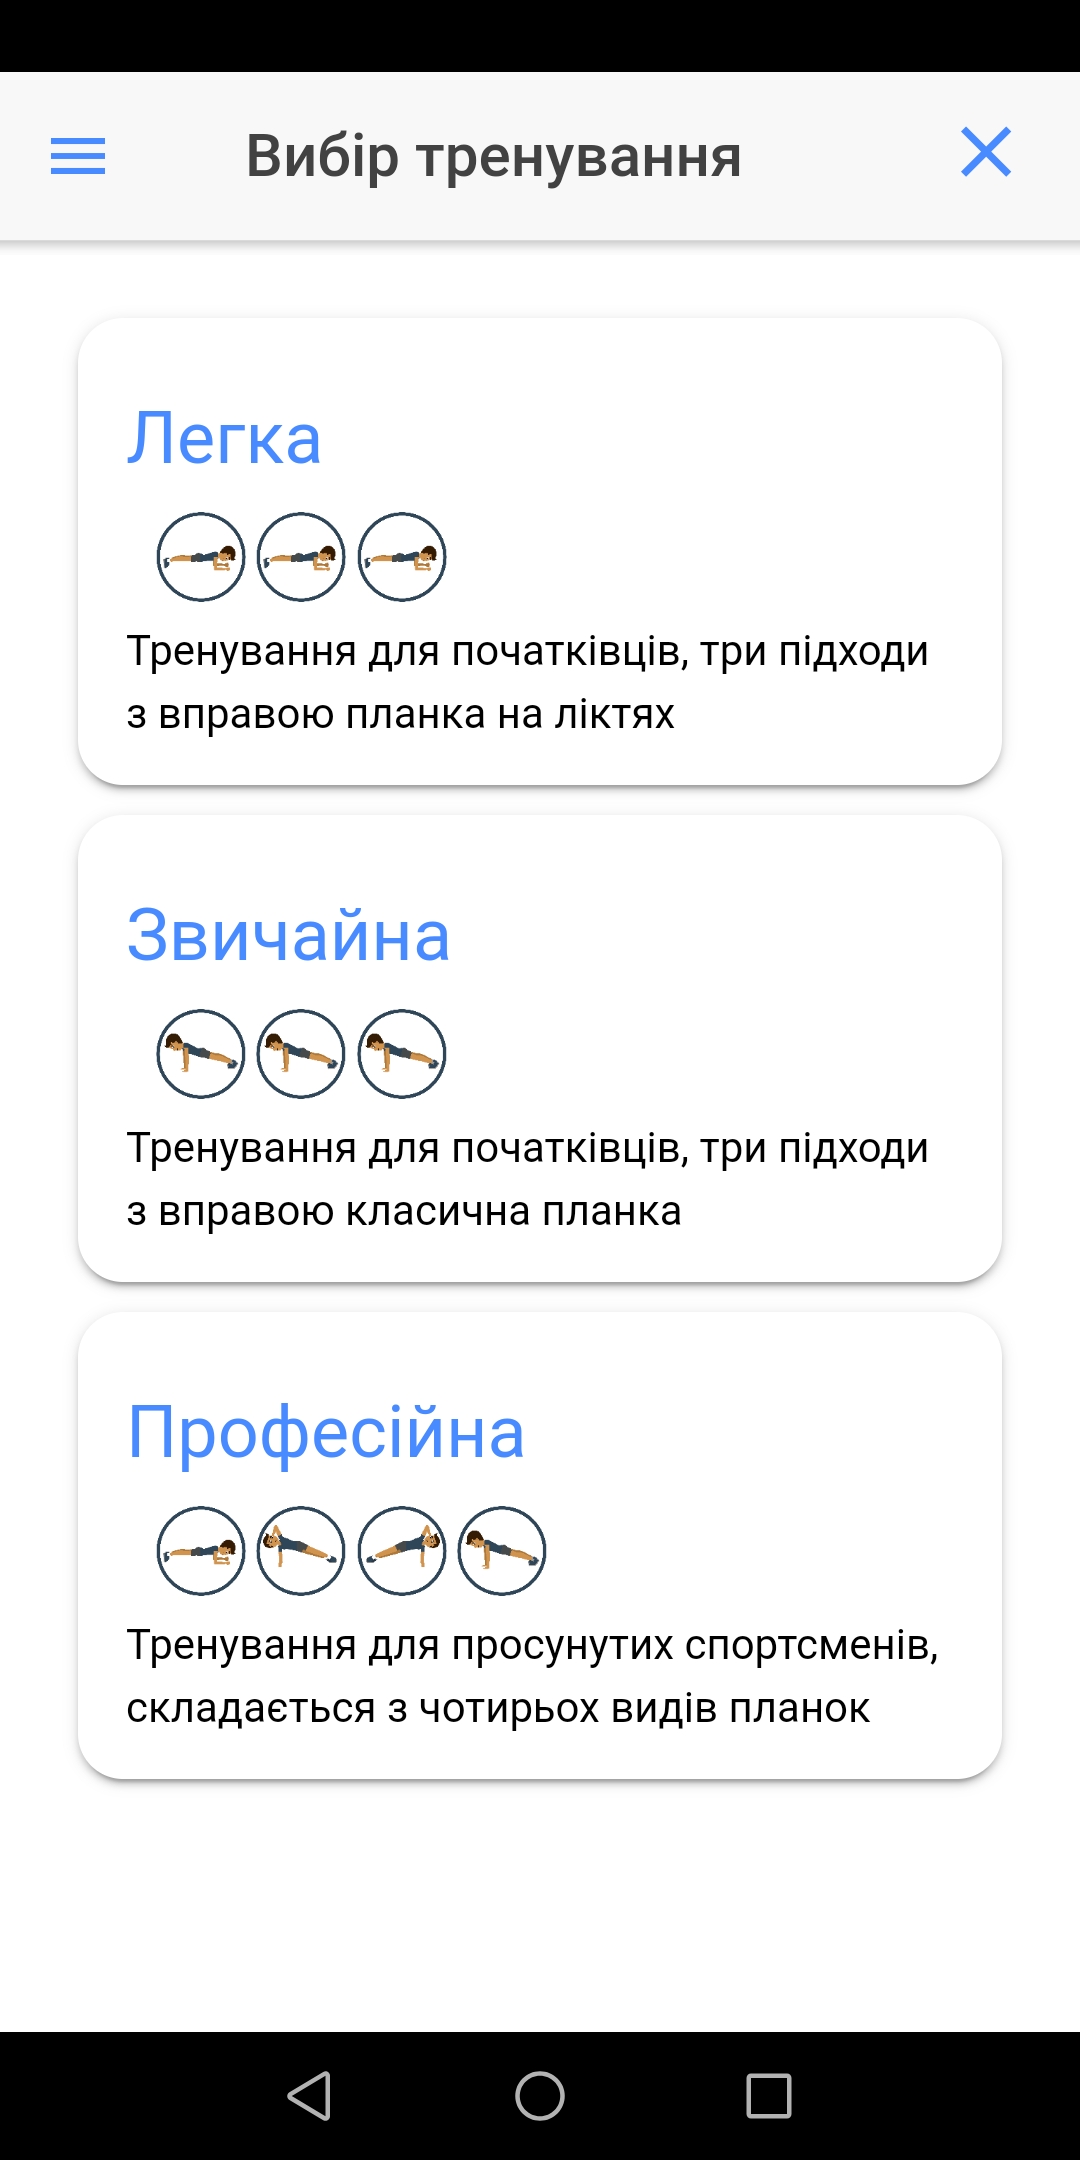 Вибір тренування
Легка
Тренування для початківців, три підходи
з вправою планка на ліктях
Звичайна
Тренування для початківців, три підходи
з вправою класична планка
Професійна
Тренування для просунутих спортсменів,
складається з чотирьох видів планок